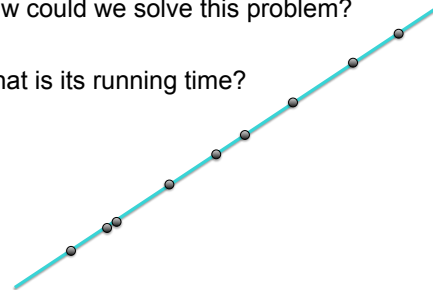 w could we solve this problem?
hat is its running time?